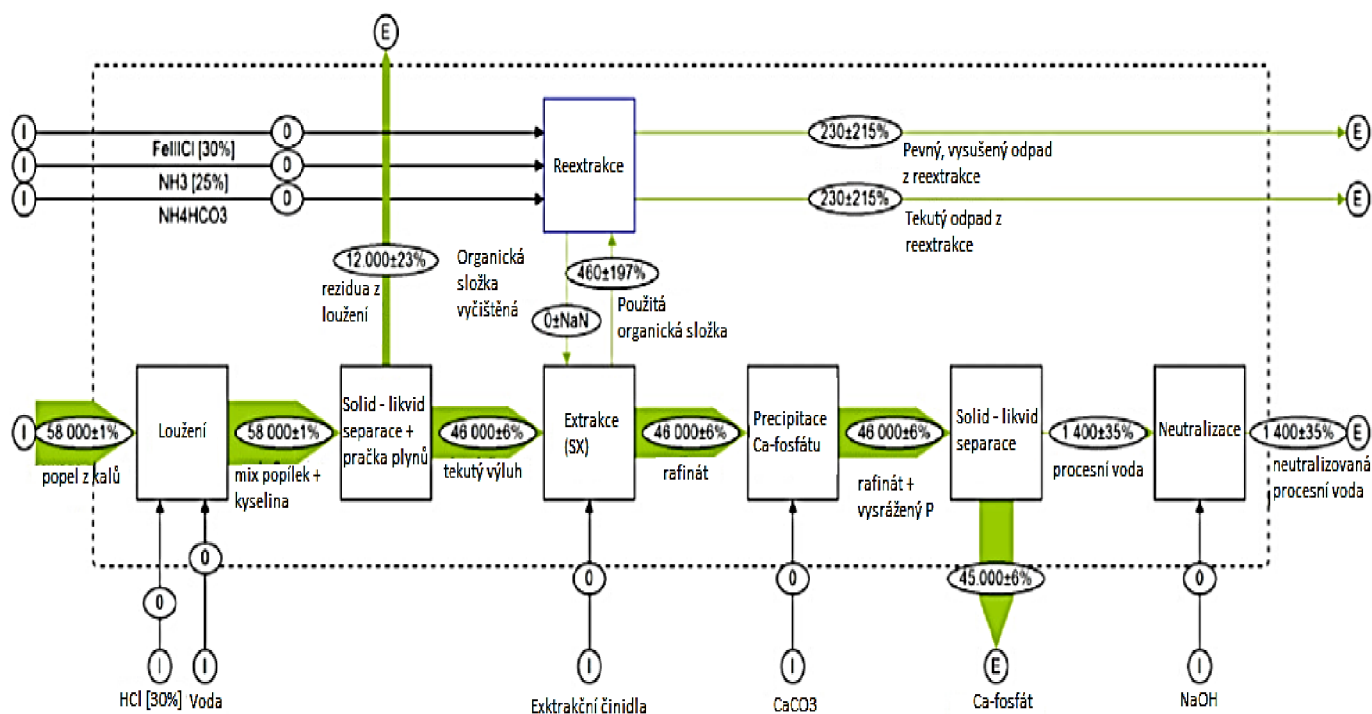 E
I
0
FeIIICl [30%]
I
0
NH3 [25%]
I
0
NH4HCO3
Reextrakce
230±215%
E
Pevný, vysušený odpad
z reextrakce
230±215%
E
Tekutý odpad z
reextrakce
12.000±23%
rezidua z
loužení
Organická
složka
vyčištěná
460±197%
0±NaN
Použitá
organická složka
I
58 000±1%
popel z kalů
Loužení
58 000±1%
mix popílek +
kyselina
Solid - likvid
separace +
pračka plynů
46 000±6%
tekutý výluh
Extrakce
(SX)
46 000±6%
rafinát
Precipitace
Ca-fosfátu
46 000±6%
rafinát +
vysrážený P
Solid - likvid
separace
1 400±35%
procesní voda
Neutralizace
1 400±35%
E
neutralizovaná
procesní voda
0
0
0
0
45.000±6%
0
I
I
I
I
E
I
HCl [30%]
Voda
Exktrakční činidla
CaCO3
Ca-fosfát
NaOH